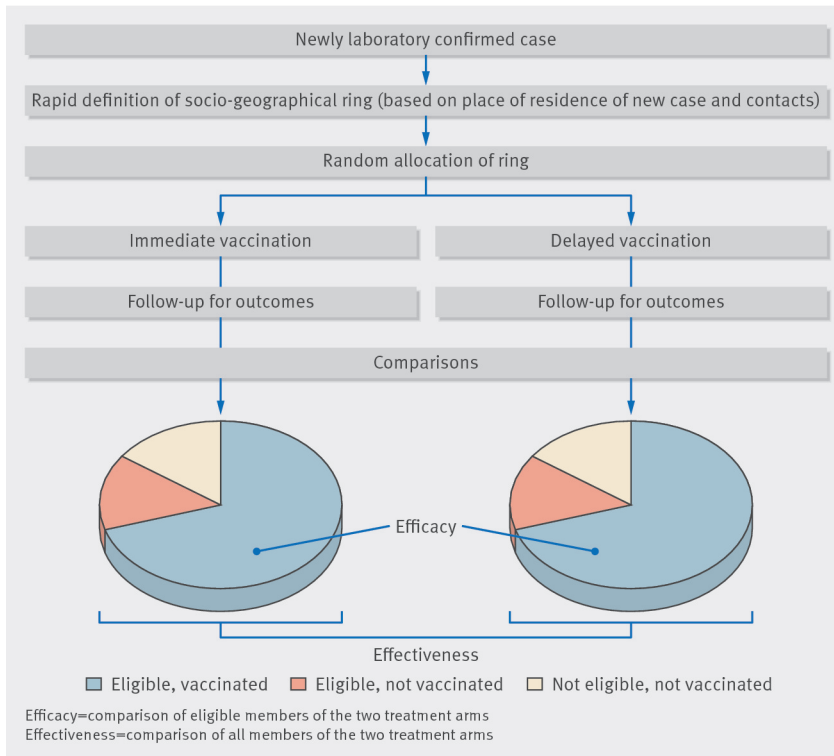 Newly laboratory confirmed case
Rapid definition of socio-geographical ring (based on place of residence of new case and contacts)
Random allocation of ring
Immediate vaccination
Delayed vaccination
Follow-up for outcomes
Follow-up for outcomes
Comparisons
Efficacy
Effectiveness
Eligible, vaccinated
Eligible, not vaccinated
Not eligible, not vaccinated
Efficacy=comparison of eligible members of the two treatment arms
Effectiveness=comparison of all members of the two treatment arms